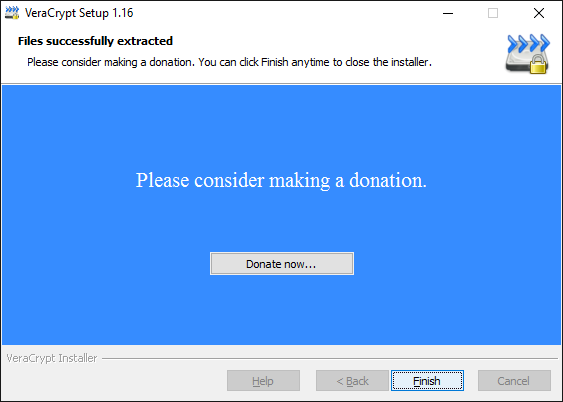 VeraCrypt Setup 1.16
Files successfully extracted
Please consider making a donation. You can click Finish anytime to close the installer.
Please consider making a donation.
Donate now...
VeraCrypt Installer
Help
< Back
Finish
Cancel